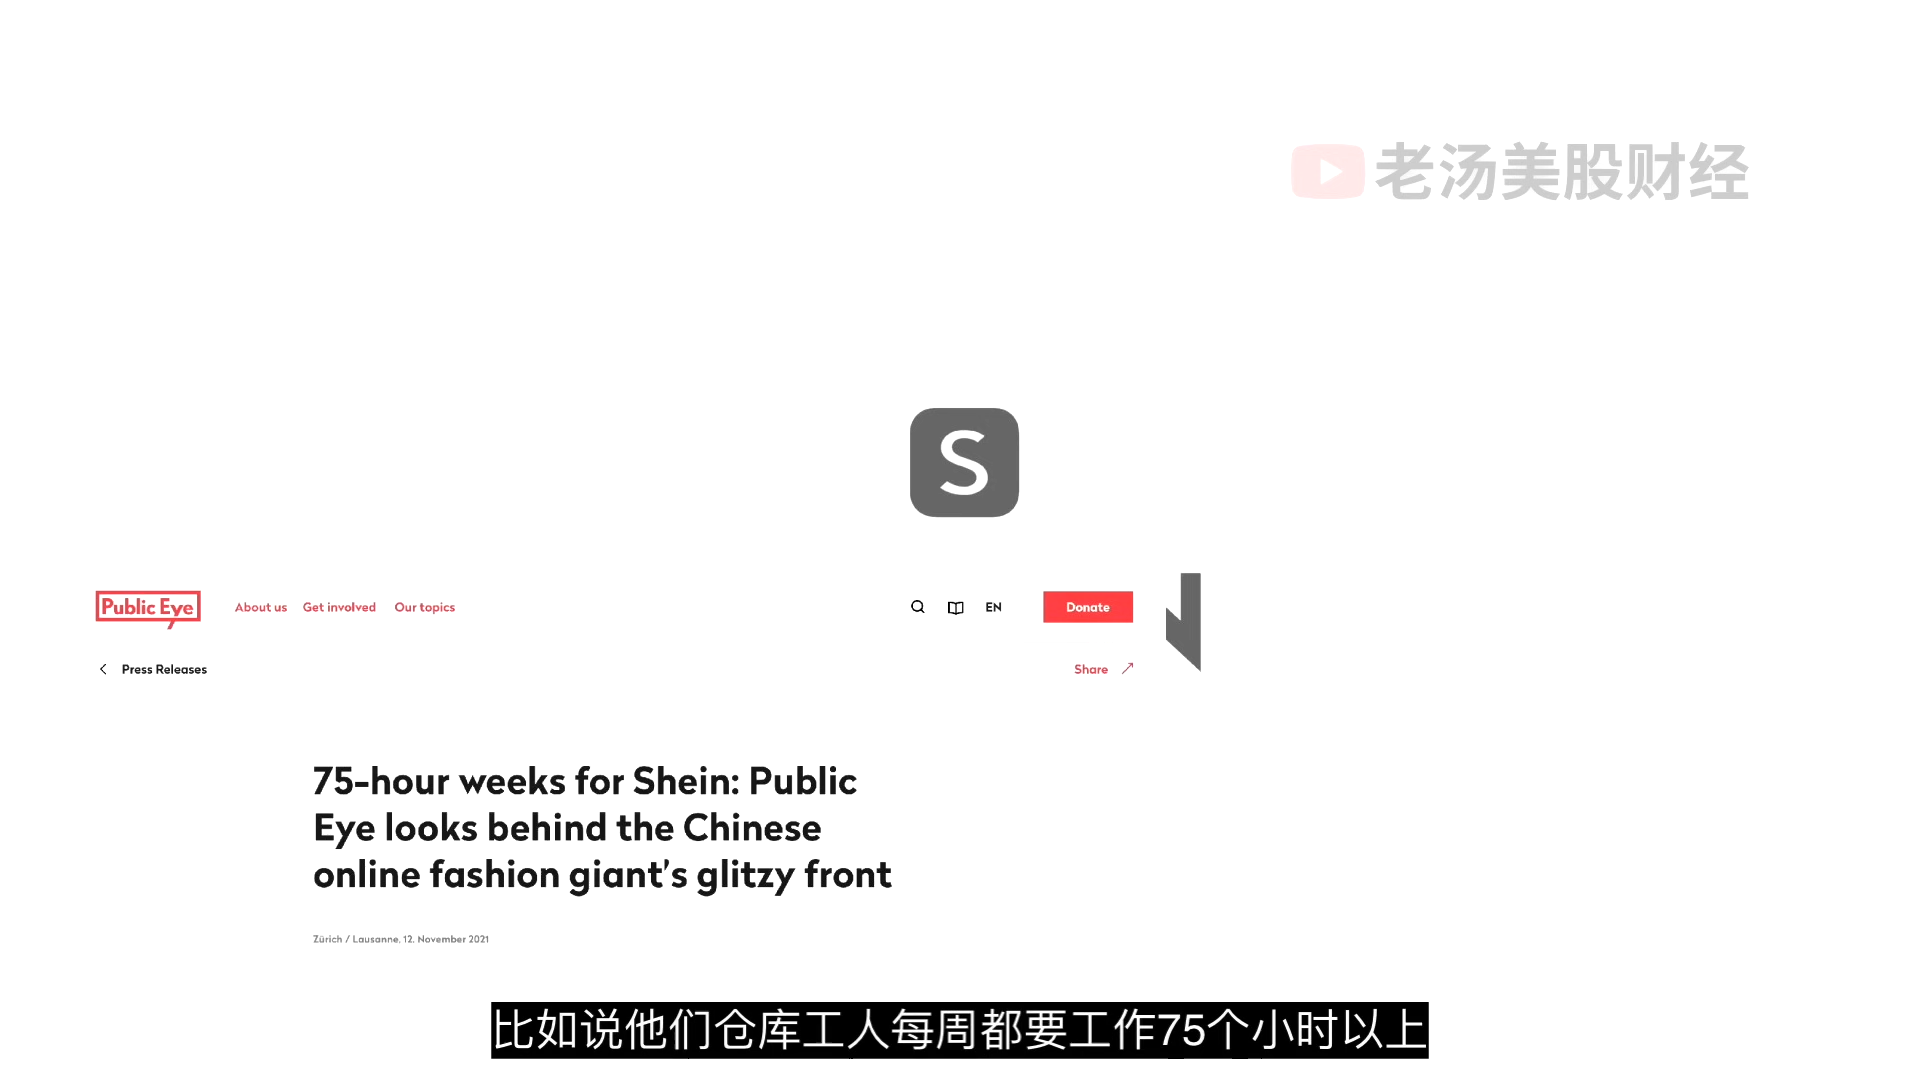 老汤美股财经
S
Public Eye
About us
Get involved
Our topics
EN
Donate
Press Releases
Share
75-hour weeks for Shein: Public
Eye looks behind the Chinese
online fashion giant's glitzy front
Zürich / Lausanne, 12. November 2021
比如说他们仓库工人每周都要工作75个小时以上